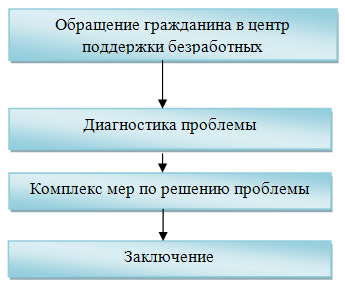 Обращение гражданина в центр
поддержки безработных
Диагностика проблемы
Комплекс мер по решению проблемы
Заключение